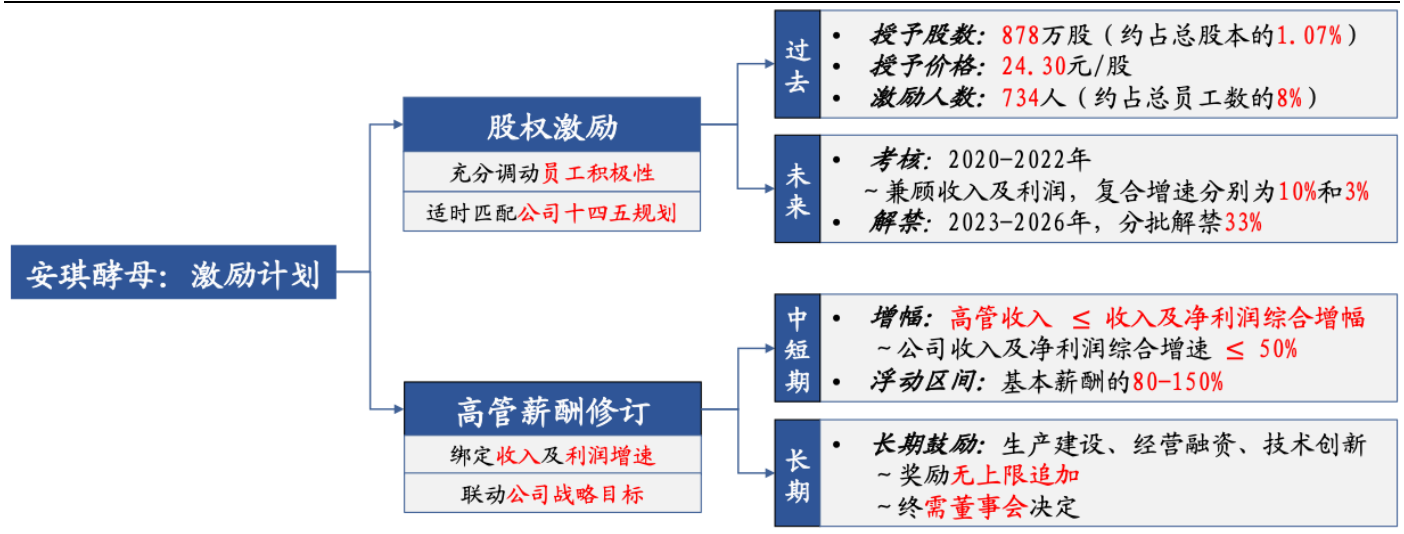 安琪酵母：激励计划
股权激励
充分调动员工积极性
适时匹配公司十四五规划
过去
• 授予股数：878万股（约占总股本的1.07%）
• 授予价格：24.30元/股
• 激励人数：734人（约占总员工数的8%）
未来
• 考核：2020-2022年
~兼顾收入及利润，复合增速分别为10%和3%
• 解禁：2023-2026年，分批解禁33%
高管薪酬修订
绑定收入及利润增速
联动公司战略目标
中短期
• 增幅：高管收入 ≤ 收入及净利润综合增幅
~公司收入及净利润综合增速 ≤ 50%
• 浮动区间：基本薪酬的80-150%
长期
• 长期鼓励：生产建设、经营融资、技术创新
~奖励无上限追加
~终需董事会决定